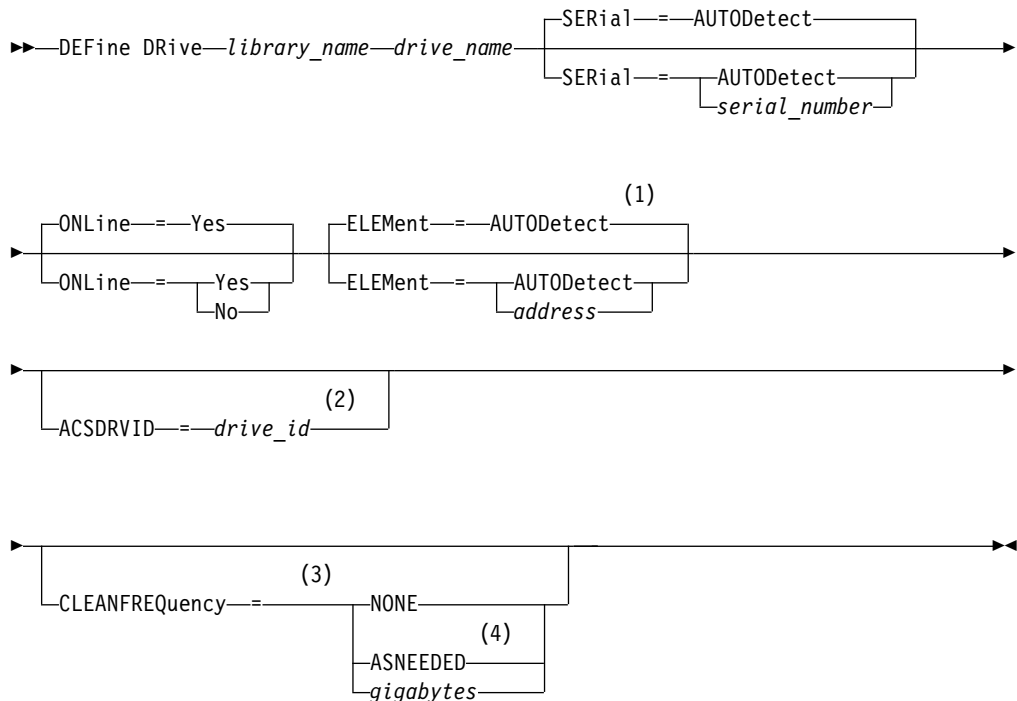 SERial = AUTODetect
DEFine DRive library_name drive_name
SERial = AUTODetect
serial_number
(1)
ONLine = Yes ELEMent = AUTODetect
ONLine = Yes ELEMent = AUTODetect
No address
(2)
ACSDRVID = drive_id
(3)
CLEANFREQuency = NONE
(4)
ASNEEDED
gigabytes